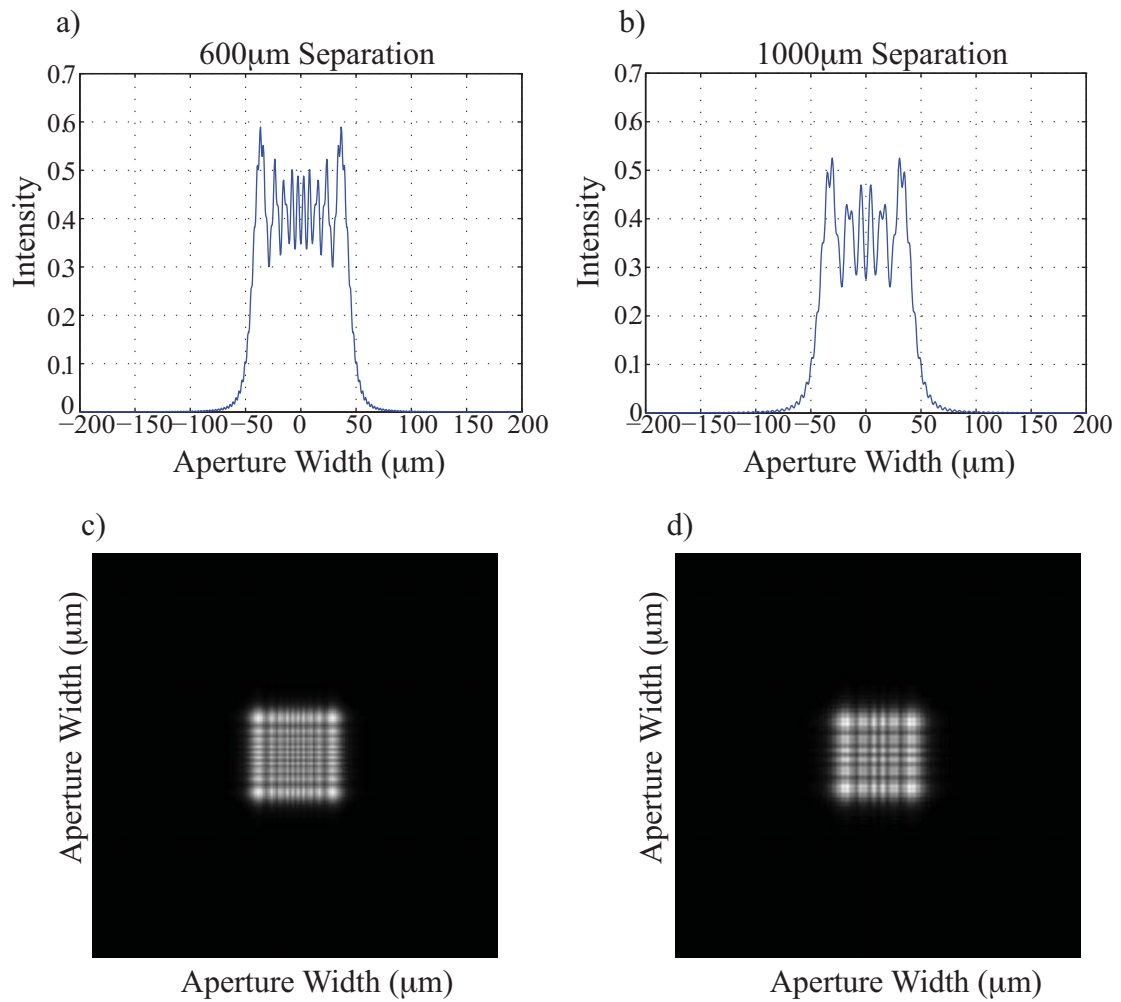 a)
600μm Separation
0.7
0.6
0.5
0.4
0.3
0.2
0.1
0
Intensity
−200 −150 −100 −50 0 50 100 150 200
Aperture Width (μm)
b)
1000μm Separation
0.7
0.6
0.5
0.4
0.3
0.2
0.1
0
Intensity
−200 −150 −100 −50 0 50 100 150 200
Aperture Width (μm)
c)
Aperture Width (μm)
Aperture Width (μm)
d)
Aperture Width (μm)
Aperture Width (μm)